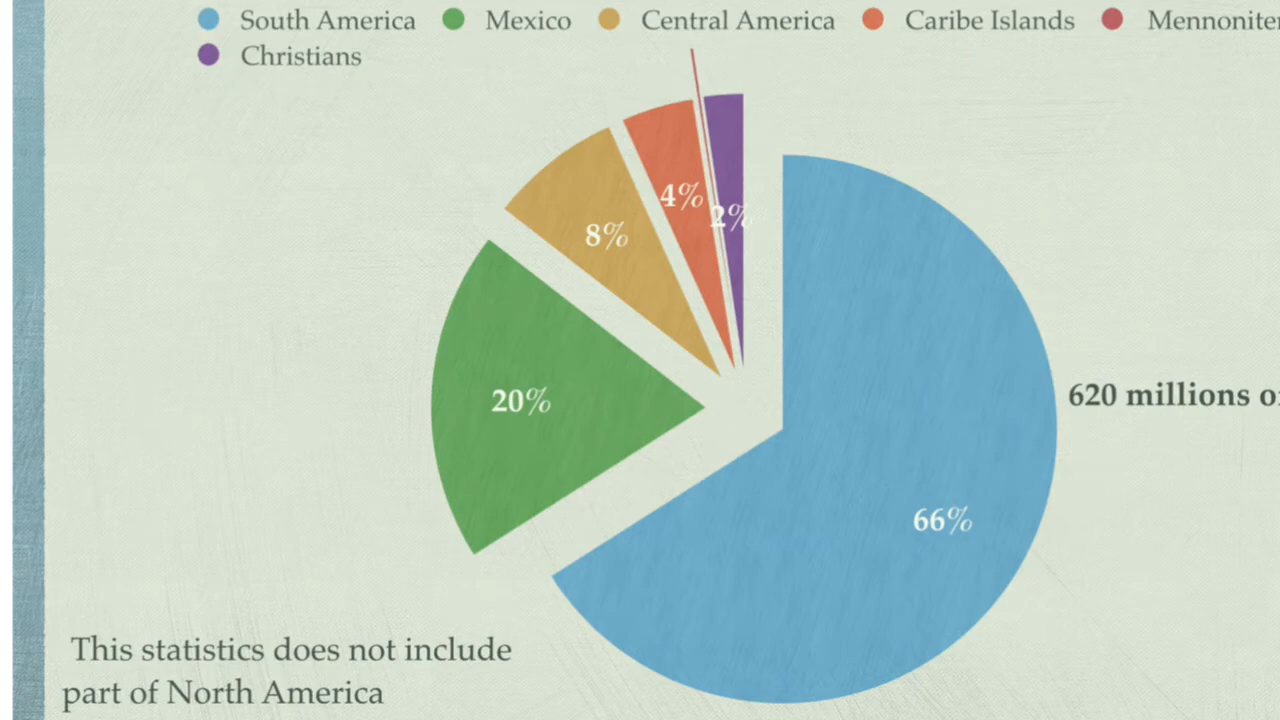 South America Mexico Central America Caribe Islands
Christians
4%
2%
8%
620 millions
20%
66%
This statistics does not include
part of North America